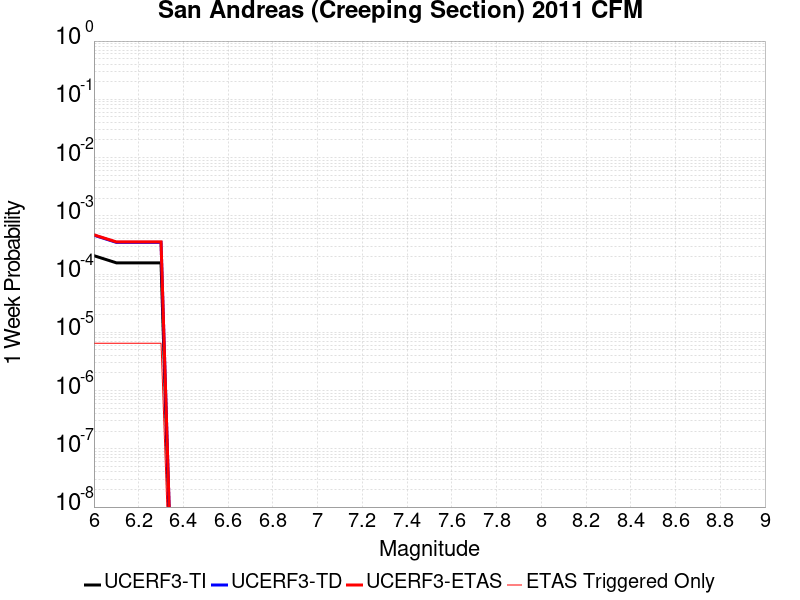 San Andreas (Creeping Section) 2011 CFM
10^0
10^-1
10^-2
10^-3
10^-4
10^-5
10^-6
10^-7
10^-8
1 Week Probability
6 6.2 6.4 6.6 6.8 7 7.2 7.4 7.6 7.8 8 8.2 8.4 8.6 8.8 9
Magnitude
UCERF3-TI UCERF3-TD UCERF3-ETAS ETAS Triggered Only